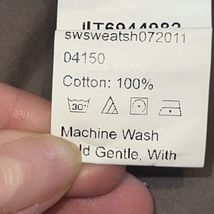 swsweatsh072011
04150
Cotton: 100%
30°
Machine Wash
Gentle, With